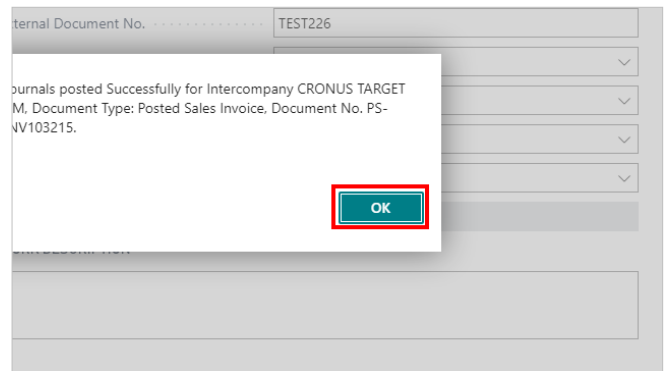 ternal Document No. TEST226
ournals posted Successfully for Intercompany CRONUS TARGET
M, Document Type: Posted Sales Invoice, Document No. PS-
NV103215.
OK